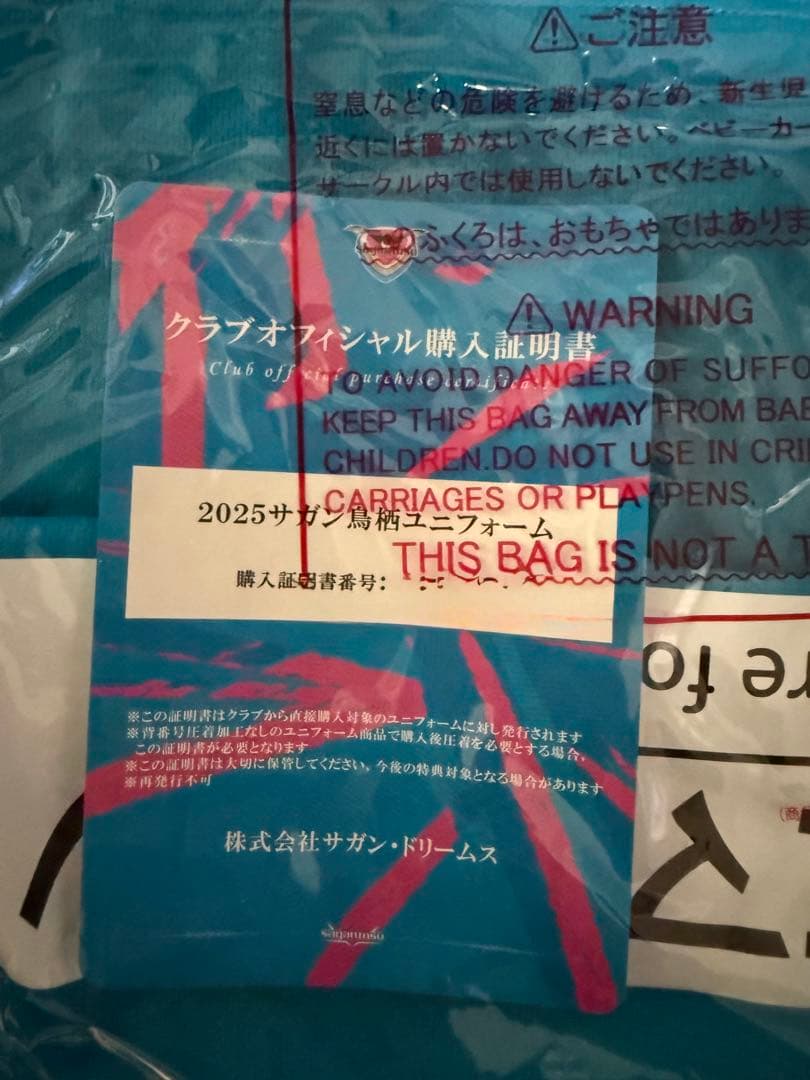 ⚠ご注意
窒息などの危険を避けるため、新生児
近くには置かないでください。ベビーカー
サークル内では使用しないでください。
ふくろは、おもちゃではありま
⚠ WARNING
TO AVOID DANGER OF SUFFO
KEEP THIS BAG AWAY FROM BA
CHILDREN.DO NOT USE IN CRI
CARRIAGES OR PLAYPENS.
THIS BAG IS NOT A T
クラブオフィシャル購入証明書
Club official purchase certificate
2025サガン鳥栖ユニフォーム
購入証明書番号：
※この証明書はクラブから直接購入対象のユニフォームに対し発行されます
※背番号圧着加工なしのユニフォーム商品で購入後圧着を必要とする場合、
この証明書が必要となります
※この証明書は大切に保管してください。今後の特典対象となる場合があります
※再発行不可
株式会社サガン・ドリームス
sagantosu
re fo